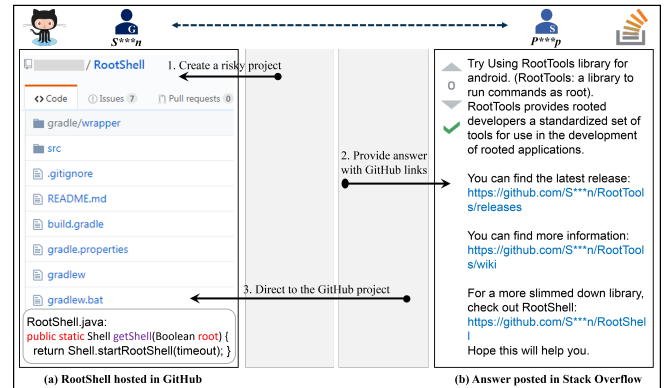 G
S
S***n
P***p
/ RootShell
1. Create a risky project
Code
Issues 7
Pull requests 0
gradle/wrapper
src
.gitignore
README.md
build.gradle
gradle.properties
gradlew
gradlew.bat
RootShell.java:
public static Shell getShell(Boolean root) {
return Shell.startRootShell(timeout); }
2. Provide answer
with GitHub links
3. Direct to the GitHub project
0
Try Using RootTools library for
android. (RootTools: a library to
run commands as root).
RootTools provides rooted
developers a standardized set of
tools for use in the development
of rooted applications.
You can find the latest release:
https://github.com/S***n/RootTool
s/releases
You can find more information:
https://github.com/S***n/RootTool
s/wiki
For a more slimmed down library,
check out RootShell:
https://github.com/S***n/RootShel
l
Hope this will help you.
(a) RootShell hosted in GitHub
(b) Answer posted in Stack Overflow